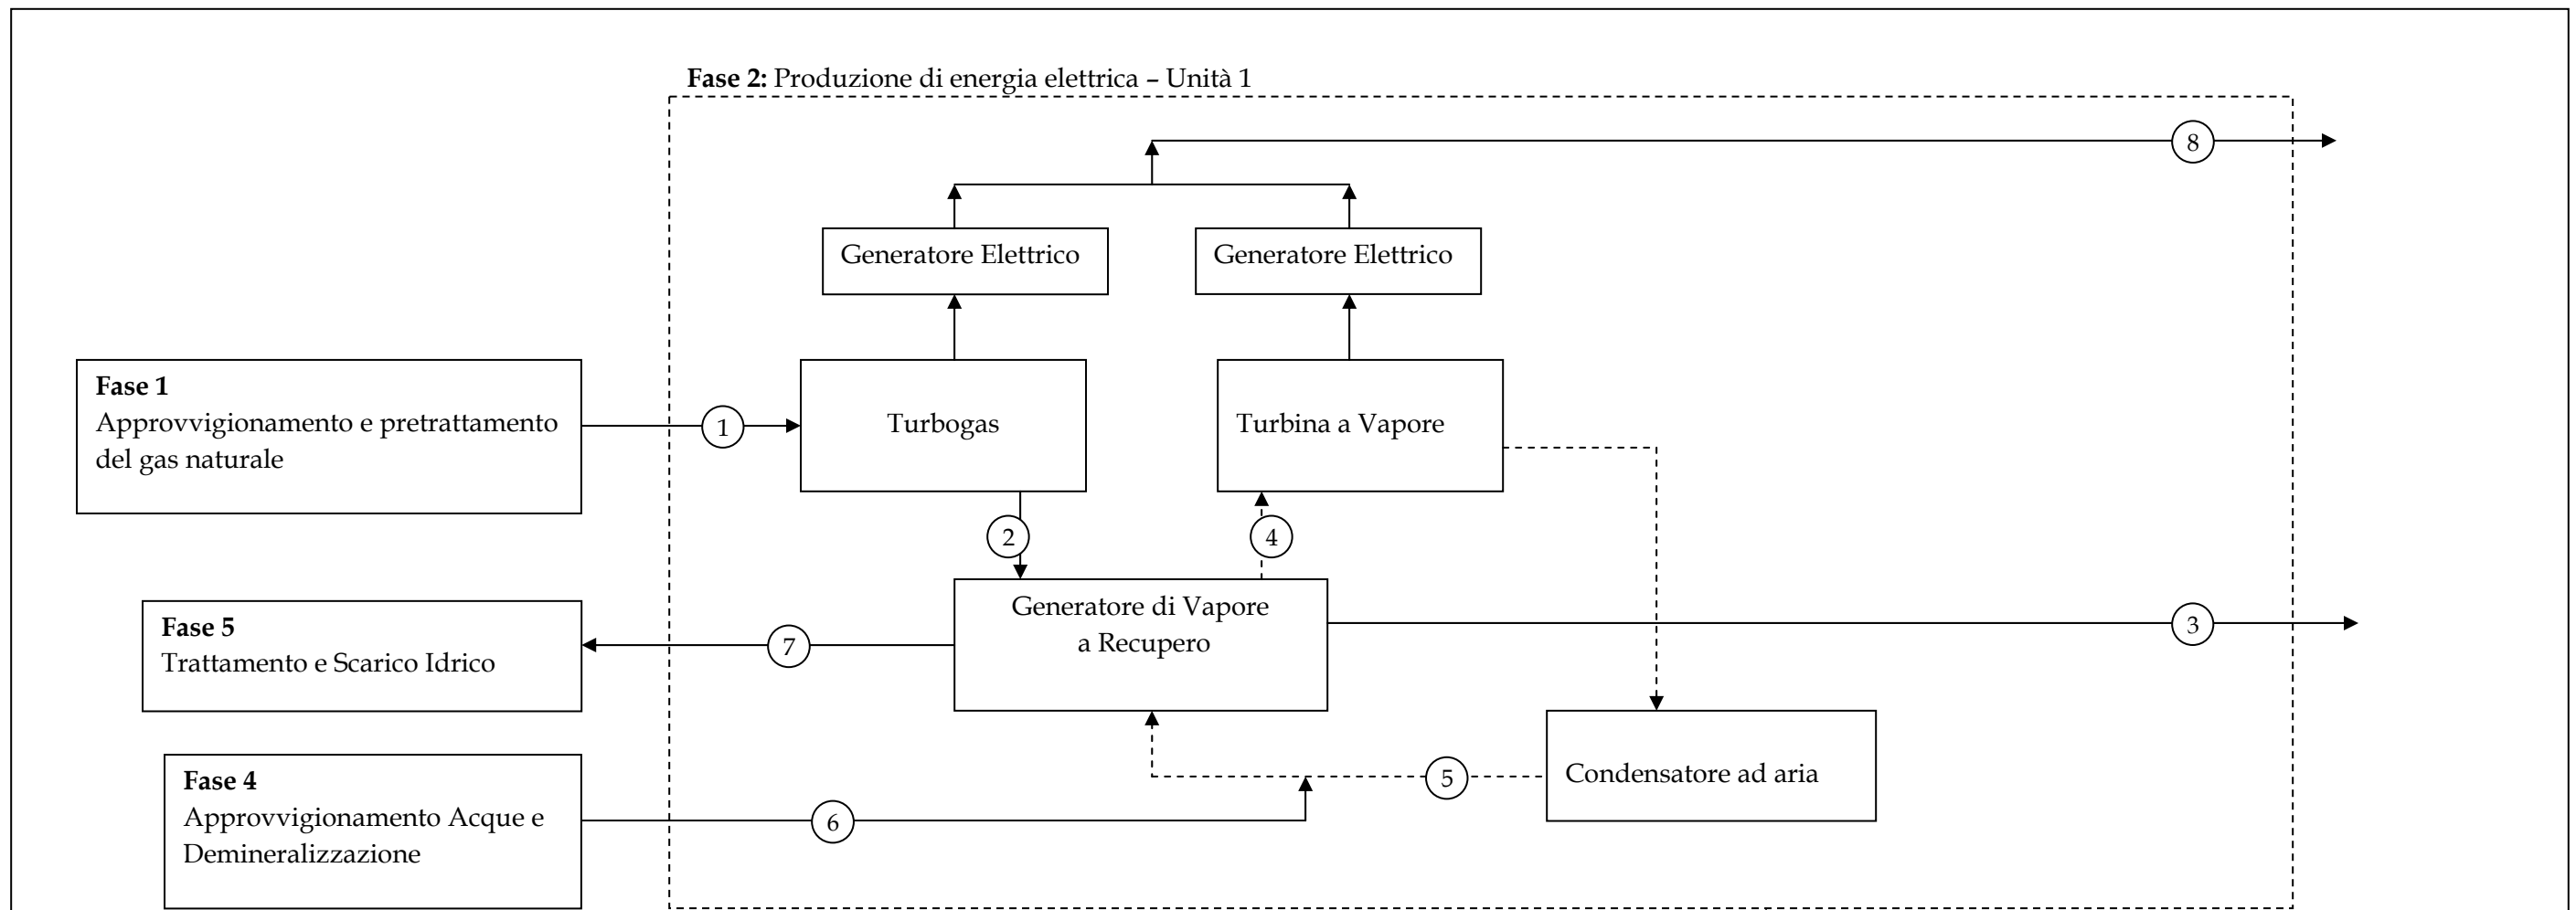 Fase 2: Produzione di energia elettrica – Unità 1
8
Generatore Elettrico
Generatore Elettrico
Fase 1
Approvvigionamento e pretrattamento
del gas naturale
1
Turbogas
Turbina a Vapore
2
4
Generatore di Vapore
a Recupero
Fase 5
Trattamento e Scarico Idrico
7
3
Fase 4
Approvvigionamento Acque e
Demineralizzazione
6
5
Condensatore ad aria